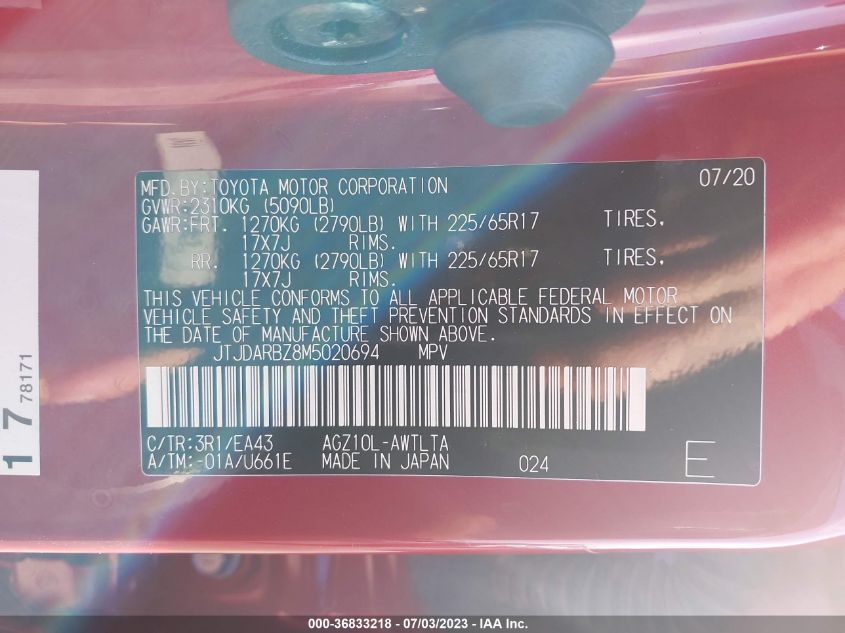 MFD.BY:TOYOTA MOTOR CORPORATION 07/20
GVWR:2310KG (5090LB)
GAWR:FRT. 1270KG (2790LB) WITH 225/65R17 TIRES.
17X7J RIMS.
RR. 1270KG (2790LB) WITH 225/65R17 TIRES.
17X7J RIMS.
THIS VEHICLE CONFORMS TO ALL APPLICABLE FEDERAL MOTOR
VEHICLE SAFETY AND THEFT PREVENTION STANDARDS IN EFFECT ON
THE DATE OF MANUFACTURE SHOWN ABOVE.
JTJDARBZ8M5020694 MPV
C/TR:3R1/EA43 AGZ10L-AWTLTA
A/TM:-01A/U661E MADE IN JAPAN 024 E
1 7 78171
000-36833218 - 07/03/2023 - IAA Inc.